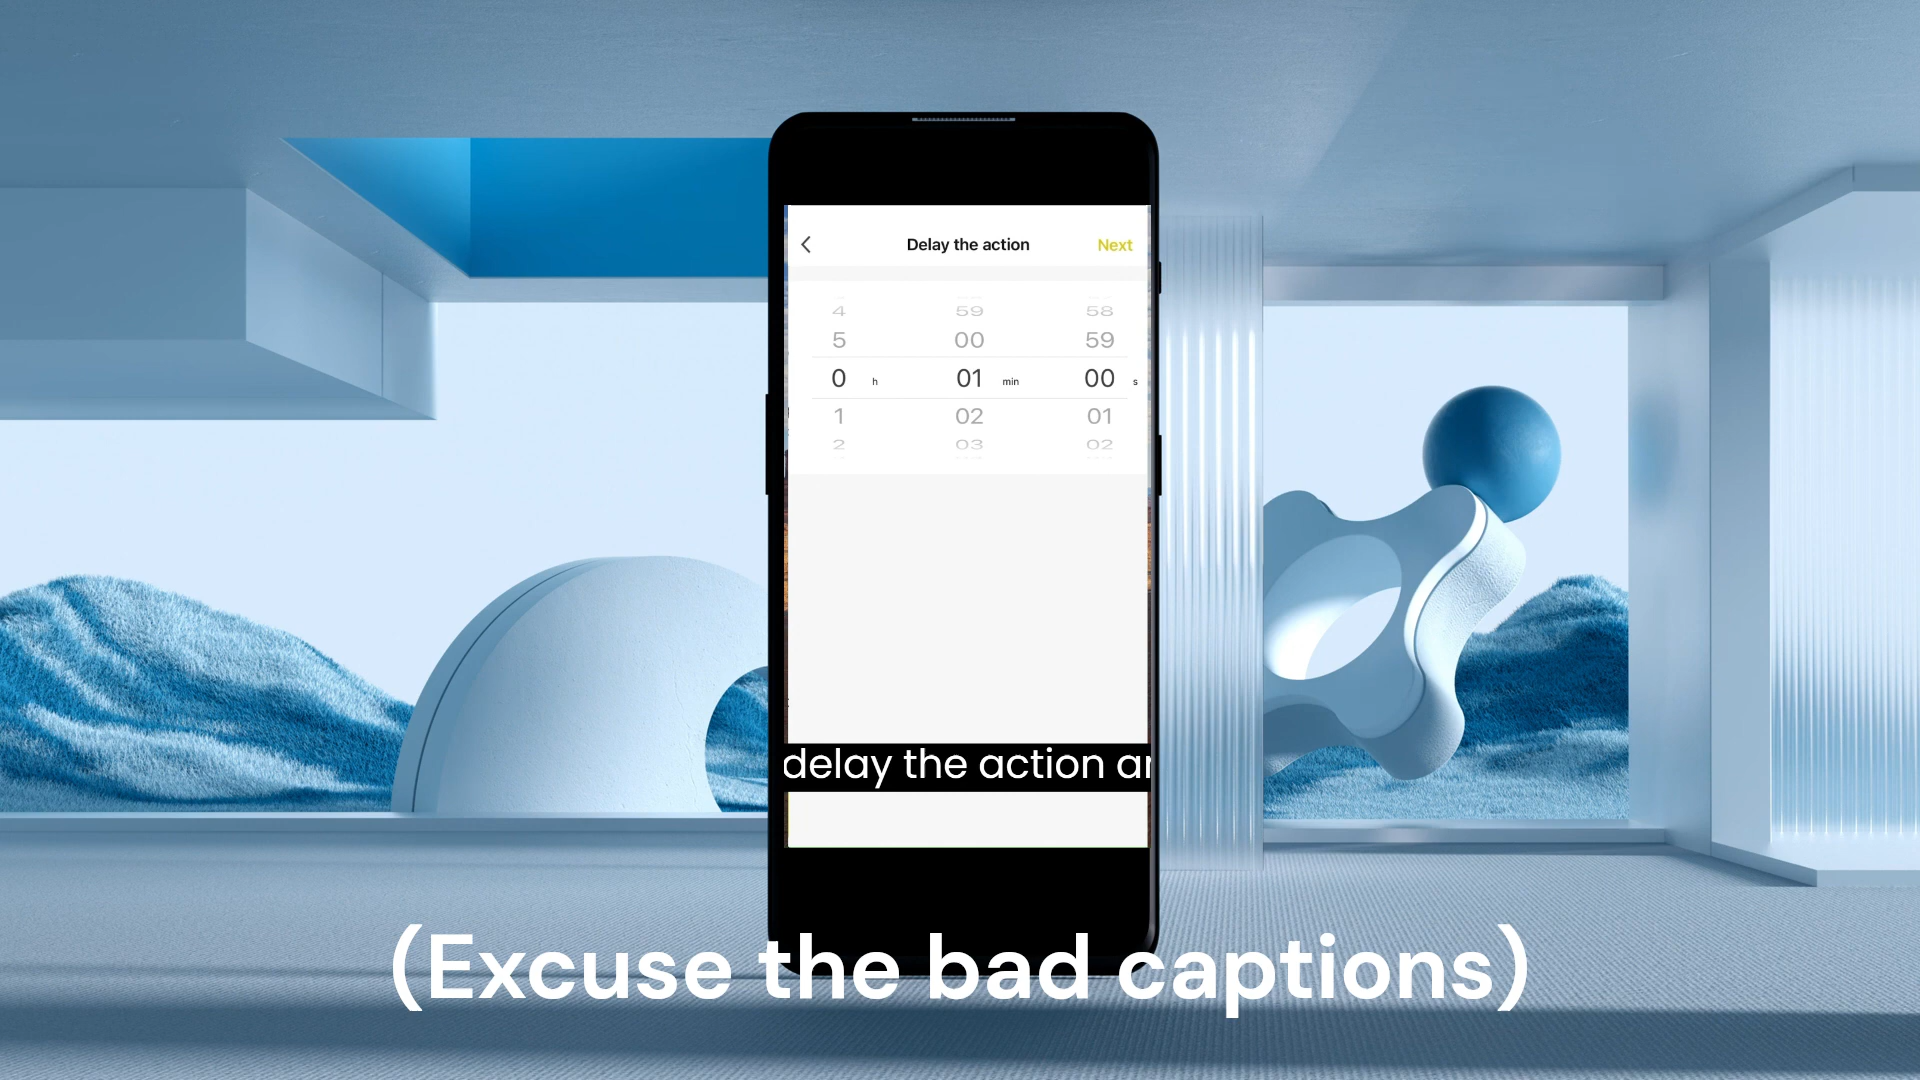 Delay the action Next
4 59 58
5 00 59
0 h 01 min 00 s
1 02 01
2 03 02
delay the action ar
(Excuse the bad captions)